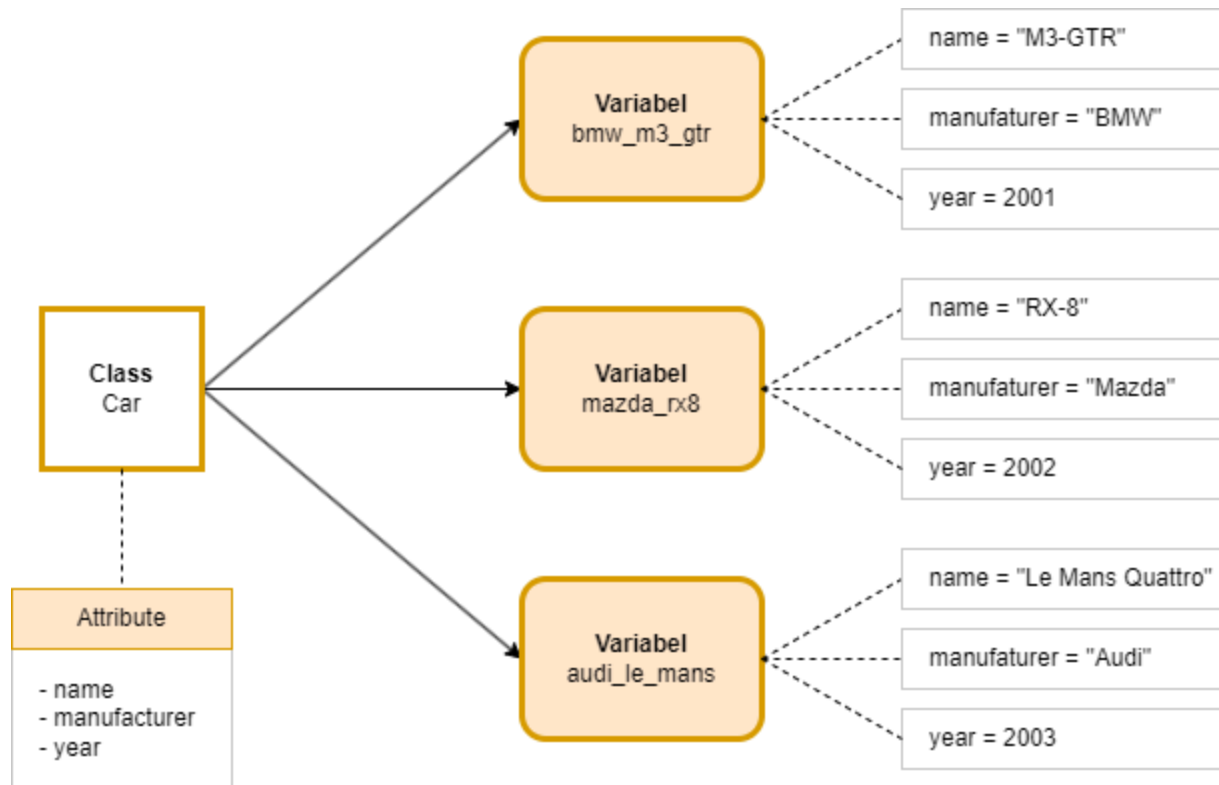 Class
Car
Attribute
- name
- manufacturer
- year
Variabel
bmw_m3_gtr
name = "M3-GTR"
manufaturer = "BMW"
year = 2001
Variabel
mazda_rx8
name = "RX-8"
manufaturer = "Mazda"
year = 2002
Variabel
audi_le_mans
name = "Le Mans Quattro"
manufaturer = "Audi"
year = 2003